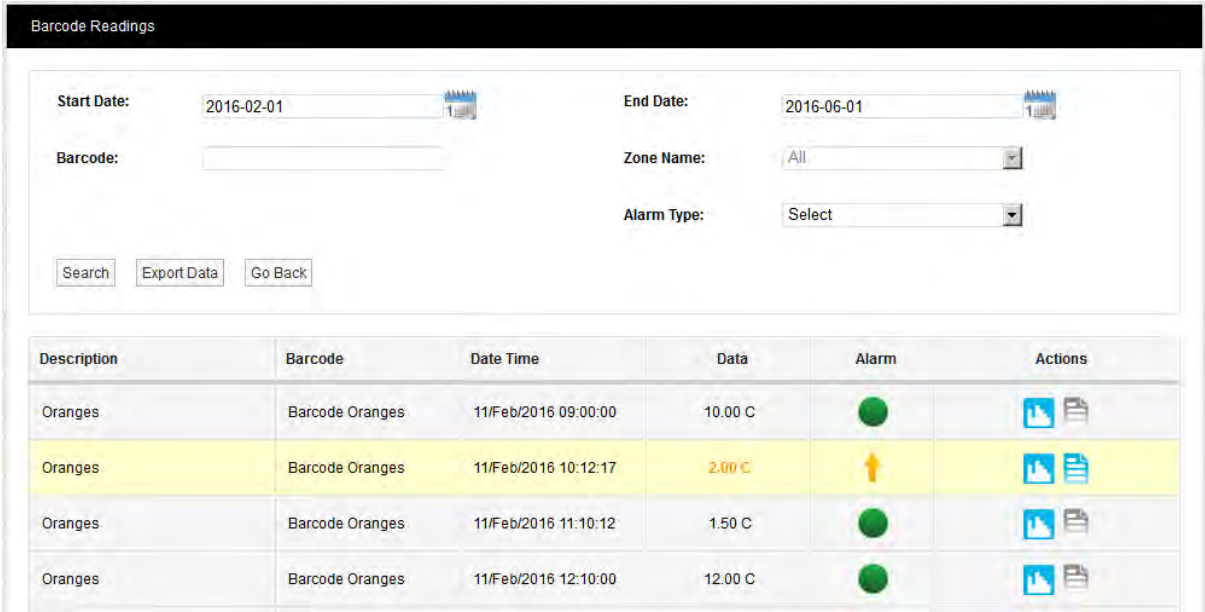 Barcode Readings
Start Date: 2016-02-01 End Date: 2016-06-01
Barcode: Zone Name: All
Alarm Type: Select
Search Export Data Go Back
Description Barcode Date Time Data Alarm Actions
Oranges Barcode Oranges 11/Feb/2016 09:00:00 10.00 C
Oranges Barcode Oranges 11/Feb/2016 10:12:17 2.00 C
Oranges Barcode Oranges 11/Feb/2016 11:10:12 1.50 C
Oranges Barcode Oranges 11/Feb/2016 12:10:00 12.00 C